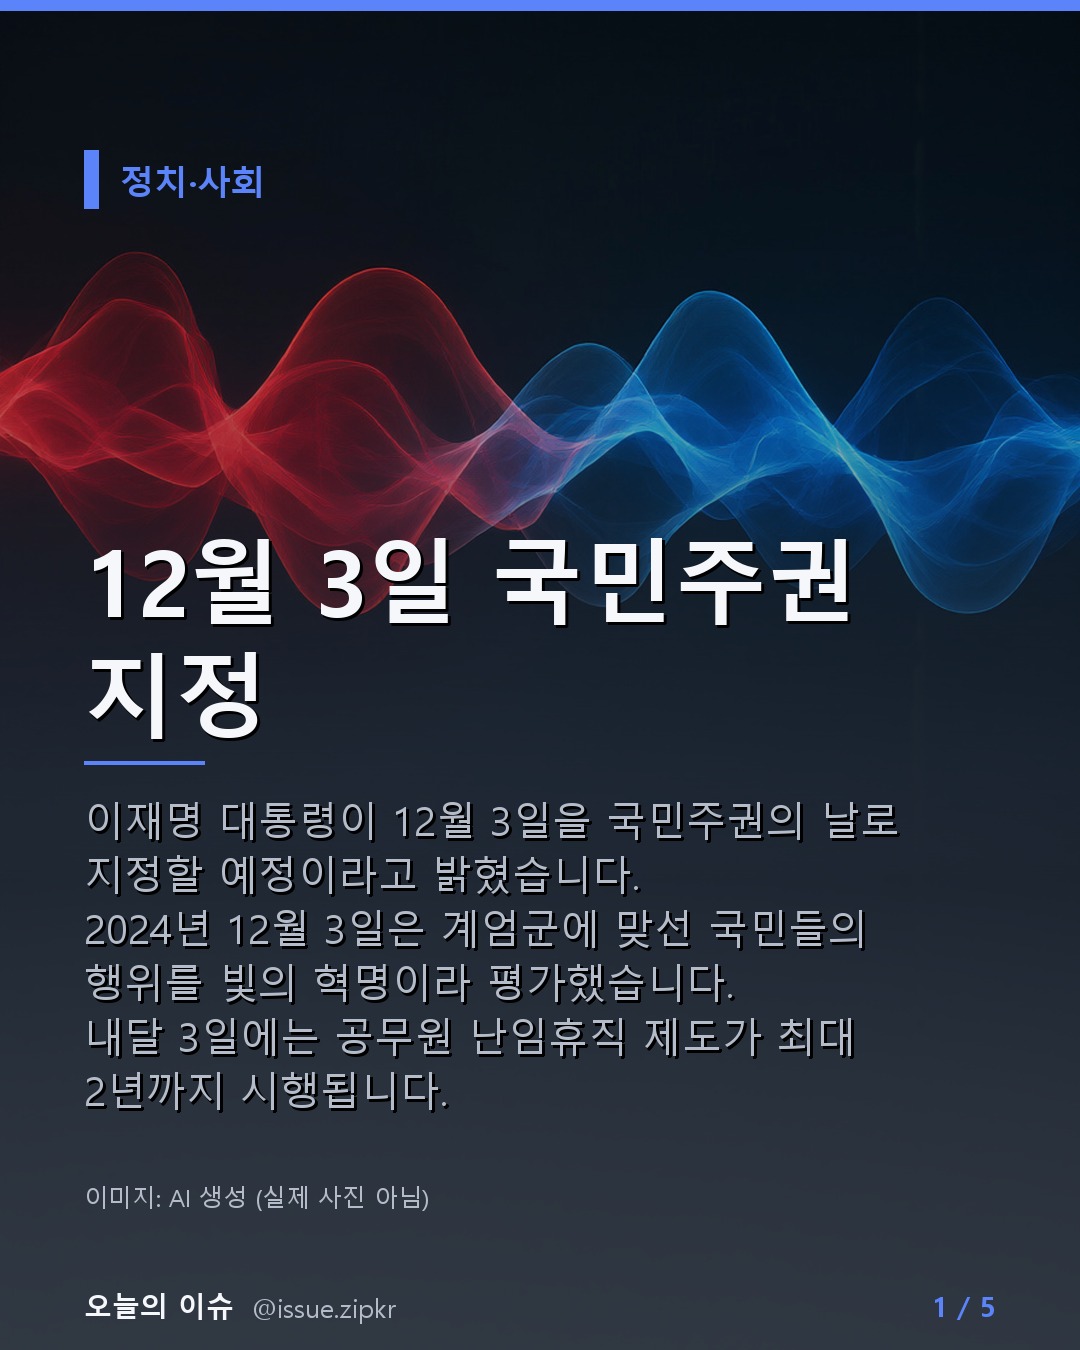 정치·사회
12월 3일 국민주권
지정
이재명 대통령이 12월 3일을 국민주권의 날로
지정할 예정이라고 밝혔습니다.
2024년 12월 3일은 계엄군에 맞선 국민들의
행위를 빛의 혁명이라 평가했습니다.
내달 3일에는 공무원 난임휴직 제도가 최대
2년까지 시행됩니다.
이미지: AI 생성 (실제 사진 아님)
오늘의 이슈 @issue.zipkr
1 / 5